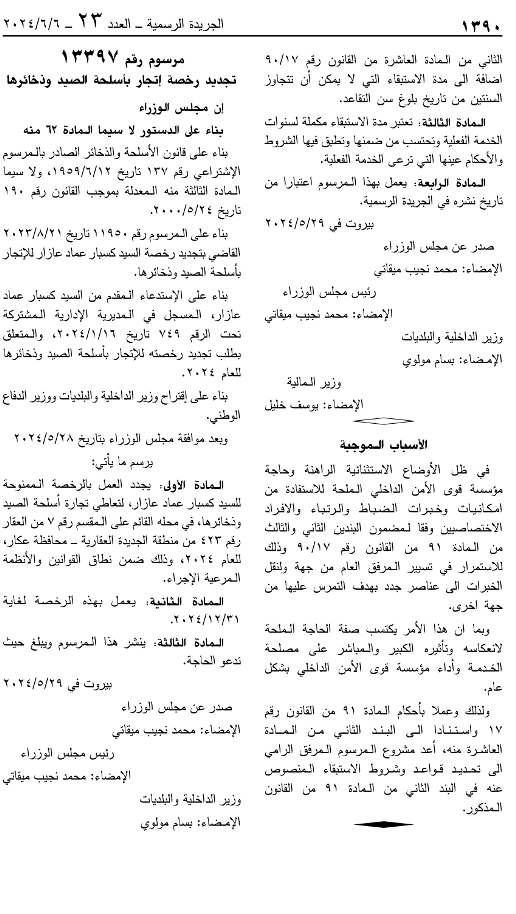 ١٣٩٠
الجريدة الرسمية ــ العدد ٢٣ ــ ٢٠٢٤/٦/٦
الثاني من المادة العاشرة من القانون رقم ٩٠/١٧
اضافة الى مدة الاستبقاء التي لا يمكن أن تتجاوز
السنتين من تاريخ بلوغ سن التقاعد.
المادة الثالثة: تعتبر مدة الاستبقاء مكملة لسنوات
الخدمة الفعلية وتحتسب من ضمنها وتطبق فيها الشروط
والأحكام عينها التي ترعى الخدمة الفعلية.
المادة الرابعة: يعمل بهذا المرسوم اعتبارا من
تاريخ نشره في الجريدة الرسمية.
بيروت في ٢٠٢٤/٥/٢٩
صدر عن مجلس الوزراء
الإمضاء: محمد نجيب ميقاتي
رئيس مجلس الوزراء
الإمضاء: محمد نجيب ميقاتي
وزير الداخلية والبلديات
الإمضاء: بسام مولوي
وزير المالية
الإمضاء: يوسف خليل
الأسباب الموجبة
في ظل الأوضاع الاستثنائية الراهنة وحاجة
مؤسسة قوى الأمن الداخلي الملحة للاستفادة من
امكانيات وخبرات الضباط والرتباء والافراد
الاختصاصيين وفقا لمضمون البندين الثاني والثالث
من المادة ٩١ من القانون رقم ٩٠/١٧ وذلك
للاستمرار في تسيير المرفق العام من جهة ولنقل
الخبرات الى عناصر جدد بهدف التمرس عليها من
جهة اخرى.
وبما ان هذا الأمر يكتسب صفة الحاجة الملحة
لانعكاسه وتأثيره الكبير والمباشر على مصلحة
الخدمة وأداء مؤسسة قوى الأمن الداخلي بشكل
عام.
ولذلك وعملا بأحكام المادة ٩١ من القانون رقم
١٧ واستنادا الى البند الثاني من المادة
العاشرة منه، أعد مشروع المرسوم المرفق الرامي
الى تحديد قواعد وشروط الاستبقاء المنصوص
عنه في البند الثاني من المادة ٩١ من القانون
المذكور.
مرسوم رقم ١٣٣٩٧
تجديد رخصة إتجار بأسلحة الصيد وذخائرها
إن مجلس الوزراء
بناء على الدستور لا سيما المادة ٦٢ منه
بناء على قانون الأسلحة والذخائر الصادر بالمرسوم
الإشتراعي رقم ١٣٧ تاريخ ١٩٥٩/٦/١٢، ولا سيما
المادة الثالثة منه المعدلة بموجب القانون رقم ١٩٠
تاريخ ٢٠٠٠/٥/٢٤.
بناء على المرسوم رقم ١١٩٥٠ تاريخ ٢٠٢٣/٨/٢١
القاضي بتجديد رخصة السيد كسبار عماد عازار للإتجار
بأسلحة الصيد وذخائرها.
بناء على الإستدعاء المقدم من السيد كسبار عماد
عازار، المسجل في المديرية الإدارية المشتركة
تحت الرقم ٧٤٩ تاريخ ٢٠٢٤/١/١٦، والمتعلق
بطلب تجديد رخصته للإتجار بأسلحة الصيد وذخائرها
للعام ٢٠٢٤.
بناء على إقتراح وزير الداخلية والبلديات ووزير الدفاع
الوطني.
وبعد موافقة مجلس الوزراء بتاريخ ٢٠٢٤/٥/٢٨
يرسم ما يأتي:
المادة الأولى: يجدد العمل بالرخصة الممنوحة
للسيد كسبار عماد عازار، لتعاطي تجارة أسلحة الصيد
وذخائرها، في محله القائم على المقسم رقم ٧ من العقار
رقم ٤٢٣ من منطقة الجديدة العقارية ــ محافظة عكار،
للعام ٢٠٢٤، وذلك ضمن نطاق القوانين والأنظمة
المرعية الإجراء.
المادة الثانية: يعمل بهذه الرخصة لغاية
٢٠٢٤/١٢/٣١.
المادة الثالثة: ينشر هذا المرسوم ويبلغ حيث
تدعو الحاجة.
بيروت في ٢٠٢٤/٥/٢٩
صدر عن مجلس الوزراء
الإمضاء: محمد نجيب ميقاتي
رئيس مجلس الوزراء
الإمضاء: محمد نجيب ميقاتي
وزير الداخلية والبلديات
الإمضاء: بسام مولوي